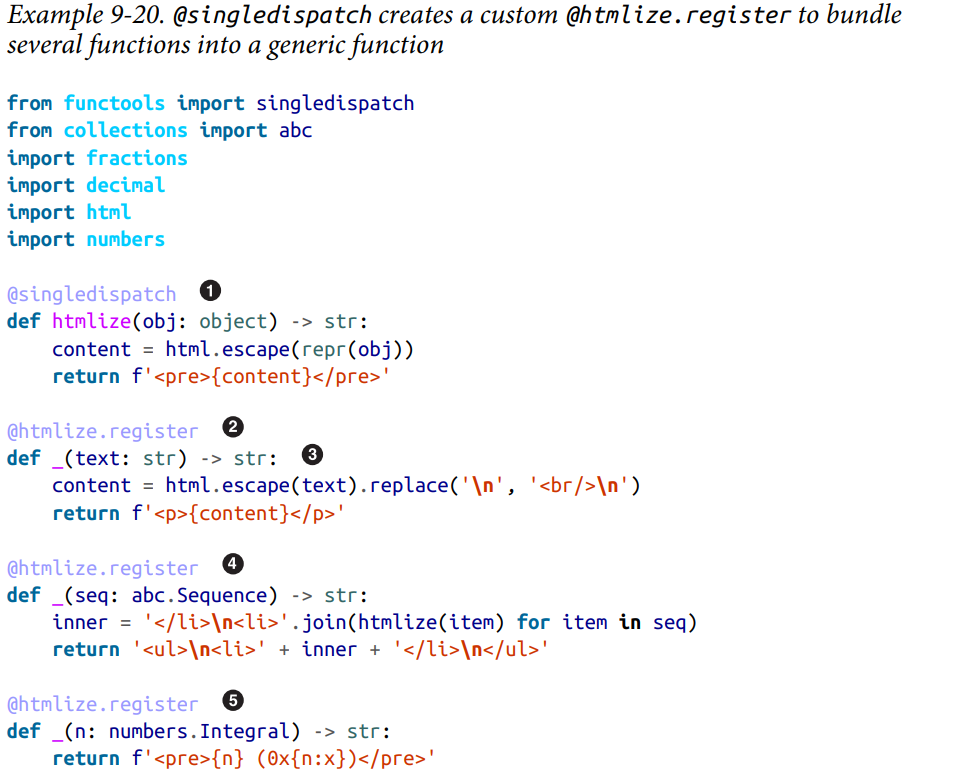 Example 9-20. @singledispatch creates a custom @htmlize.register to bundle
several functions into a generic function
from functools import singledispatch
from collections import abc
import fractions
import decimal
import html
import numbers
@singledispatch ❶
def htmlize(obj: object) -> str:
    content = html.escape(repr(obj))
    return f'<pre>{content}</pre>'
@htmlize.register ❷
def _(text: str) -> str: ❸
    content = html.escape(text).replace('\n', '<br/>\n')
    return f'<p>{content}</p>'
@htmlize.register ❹
def _(seq: abc.Sequence) -> str:
    inner = '</li>\n<li>'.join(htmlize(item) for item in seq)
    return '<ul>\n<li>' + inner + '</li>\n</ul>'
@htmlize.register ❺
def _(n: numbers.Integral) -> str:
    return f'<pre>{n} (0x{n:x})</pre>'